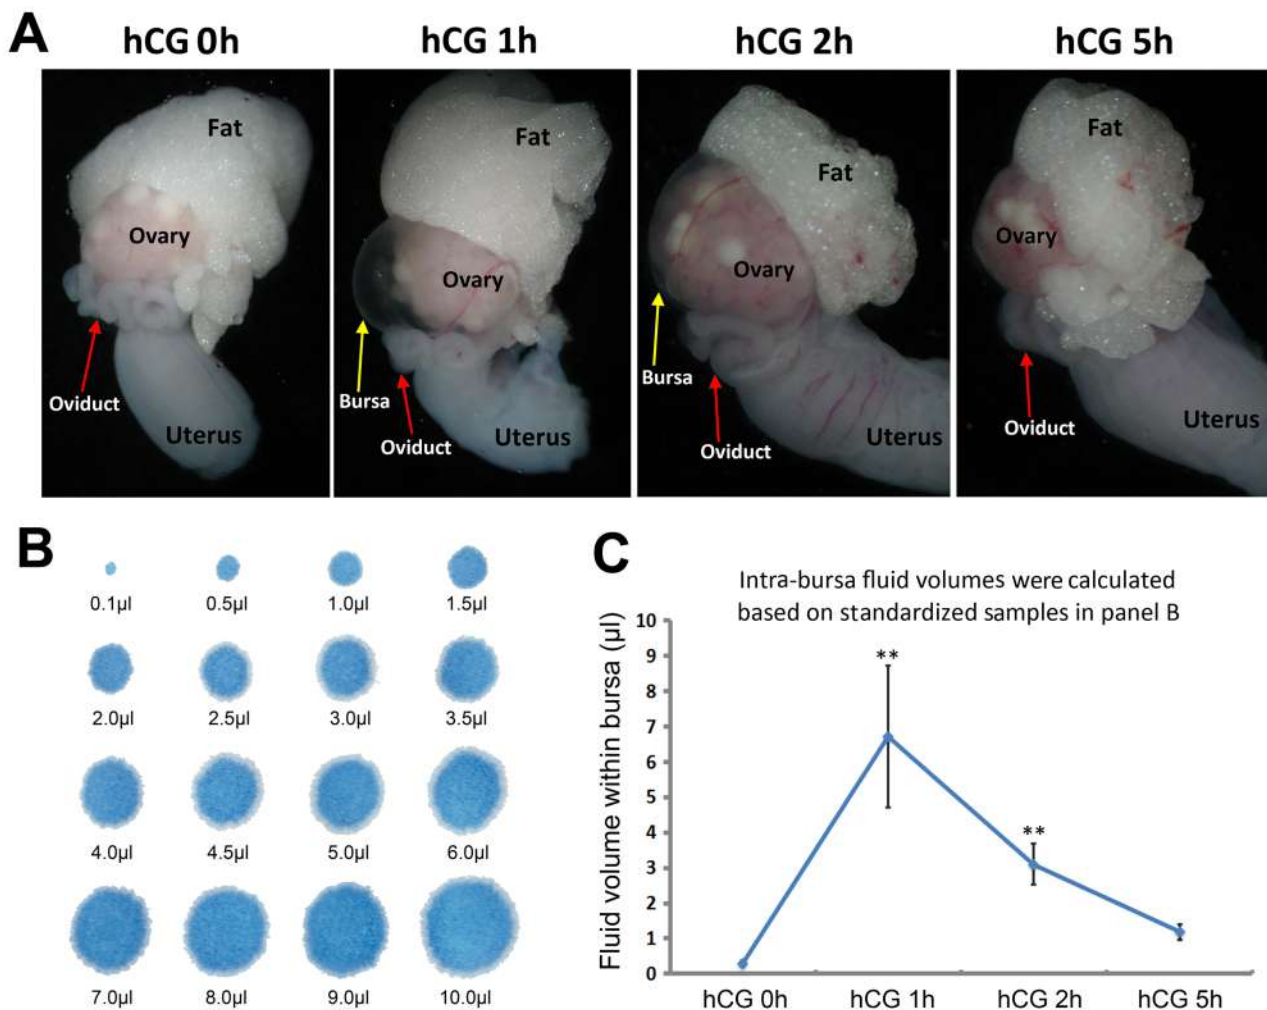 A
hCG 0h
hCG 1h
hCG 2h
hCG 5h
Fat
Ovary
Oviduct
Uterus
Fat
Ovary
Bursa
Oviduct
Uterus
Fat
Ovary
Bursa
Oviduct
Uterus
Fat
Ovary
Oviduct
Uterus
B
0.1µl 0.5µl 1.0µl 1.5µl
2.0µl 2.5µl 3.0µl 3.5µl
4.0µl 4.5µl 5.0µl 6.0µl
7.0µl 8.0µl 9.0µl 10.0µl
C
Intra-bursa fluid volumes were calculated
based on standardized samples in panel B
Fluid volume within bursa (µl)
10
9
8
7
6
5
4
3
2
1
0
**
**
hCG 0h hCG 1h hCG 2h hCG 5h